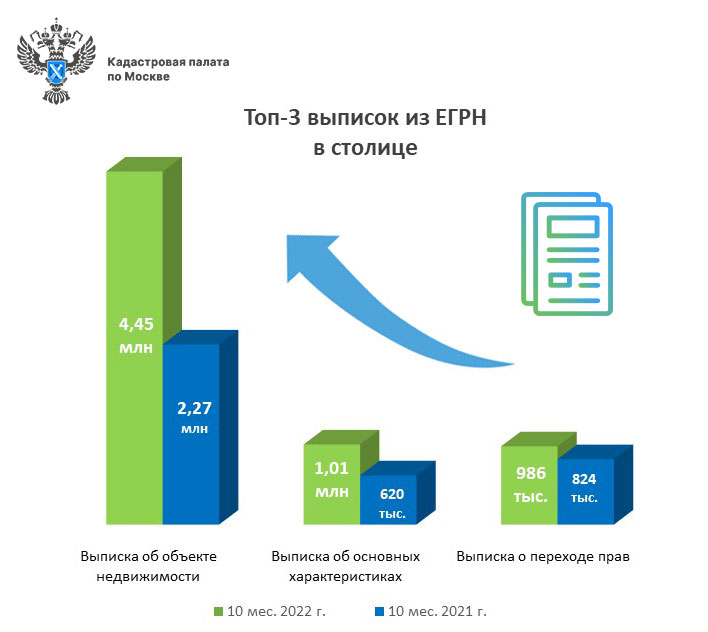 Кадастровая палата
по Москве
Топ-3 выписок из ЕГРН
в столице
4,45
млн
2,27
млн
1,01
млн
620
тыс.
986
тыс.
824
тыс.
Выписка об объекте
недвижимости
Выписка об основных
характеристиках
Выписка о переходе прав
10 мес. 2022 г.
10 мес. 2021 г.